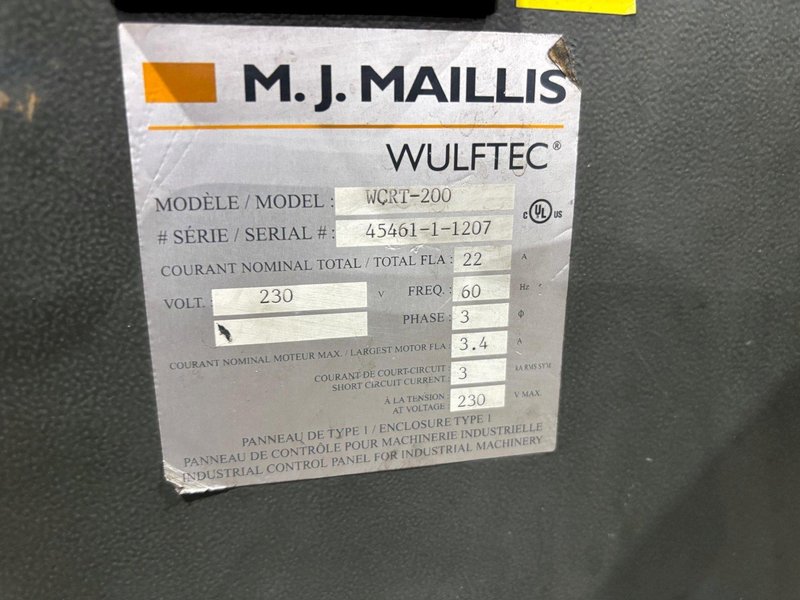 M. J. MAILLIS
WULFTEC®
MODÈLE / MODEL : WCRT-200
# SÉRIE / SERIAL # : 45461-1-1207
COURANT NOMINAL TOTAL / TOTAL FLA : 22 A
VOLT. 230 V FREQ. 60 Hz
PHASE : 3 ϕ
COURANT NOMINAL MOTEUR MAX. / LARGEST MOTOR FLA 3.4 A
COURANT DE COURT-CIRCUIT
SHORT CIRCUIT CURRENT. 3 kA RMS SYM
À LA TENSION
AT VOLTAGE 230 V MAX.
PANNEAU DE TYPE 1 / ENCLOSURE TYPE 1
PANNEAU DE CONTRÔLE POUR MACHINERIE INDUSTRIELLE
INDUSTRIAL CONTROL PANEL FOR INDUSTRIAL MACHINERY
c UL US